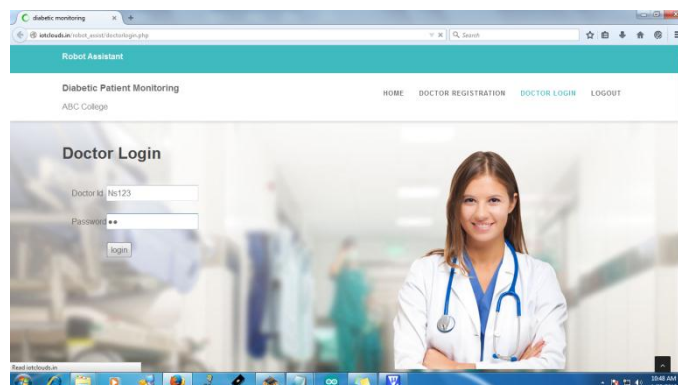 diabetic monitoring
iotclouds.in/robot_assist/doctorlogin.php
Search
Robot Assistant
Diabetic Patient Monitoring
ABC College
HOME DOCTOR REGISTRATION DOCTOR LOGIN LOGOUT
Doctor Login
Doctor Id Ns123
Password
login
Read iotclouds.in
10:48 AM